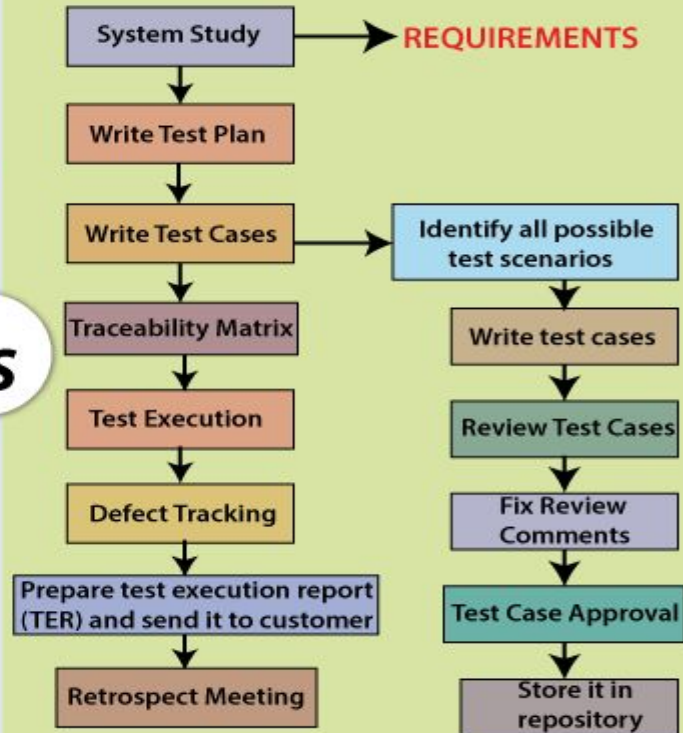 System Study
REQUIREMENTS
Write Test Plan
Write Test Cases
Identify all possible
test scenarios
Traceability Matrix
Write test cases
s
Test Execution
Review Test Cases
Defect Tracking
Fix Review
Comments
Prepare test execution report
(TER) and send it to customer
Test Case Approval
Retrospect Meeting
Store it in
repository